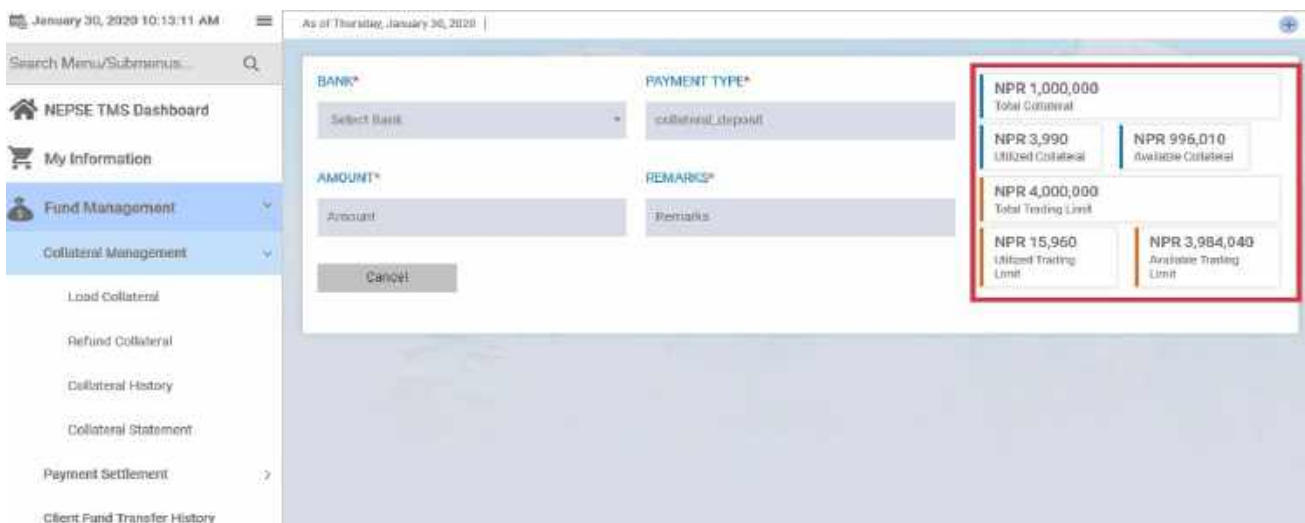 January 30, 2020 10:13:11 AM
As of Thursday, January 30, 2020 |
Search Menu/Submenus...
NEPSE TMS Dashboard
My Information
Fund Management
Collateral Management
Load Collateral
Refund Collateral
Collateral History
Collateral Statement
Payment Settlement
Client Fund Transfer History
BANK*
Select Bank
PAYMENT TYPE*
collateral_deposit
AMOUNT*
Amount
REMARKS*
Remarks
Cancel
NPR 1,000,000
Total Collateral
NPR 3,990
Utilized Collateral
NPR 996,010
Available Collateral
NPR 4,000,000
Total Trading Limit
NPR 15,960
Utilized Trading
Limit
NPR 3,984,040
Available Trading
Limit